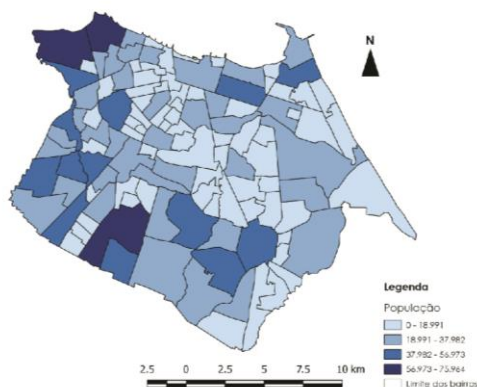 N
Legenda
População
0 - 18.991
18.991 - 37.982
37.982 - 56.973
56.973 - 75.964
Limite dos bairros
2.5 0 2.5 5 7.5 10 km